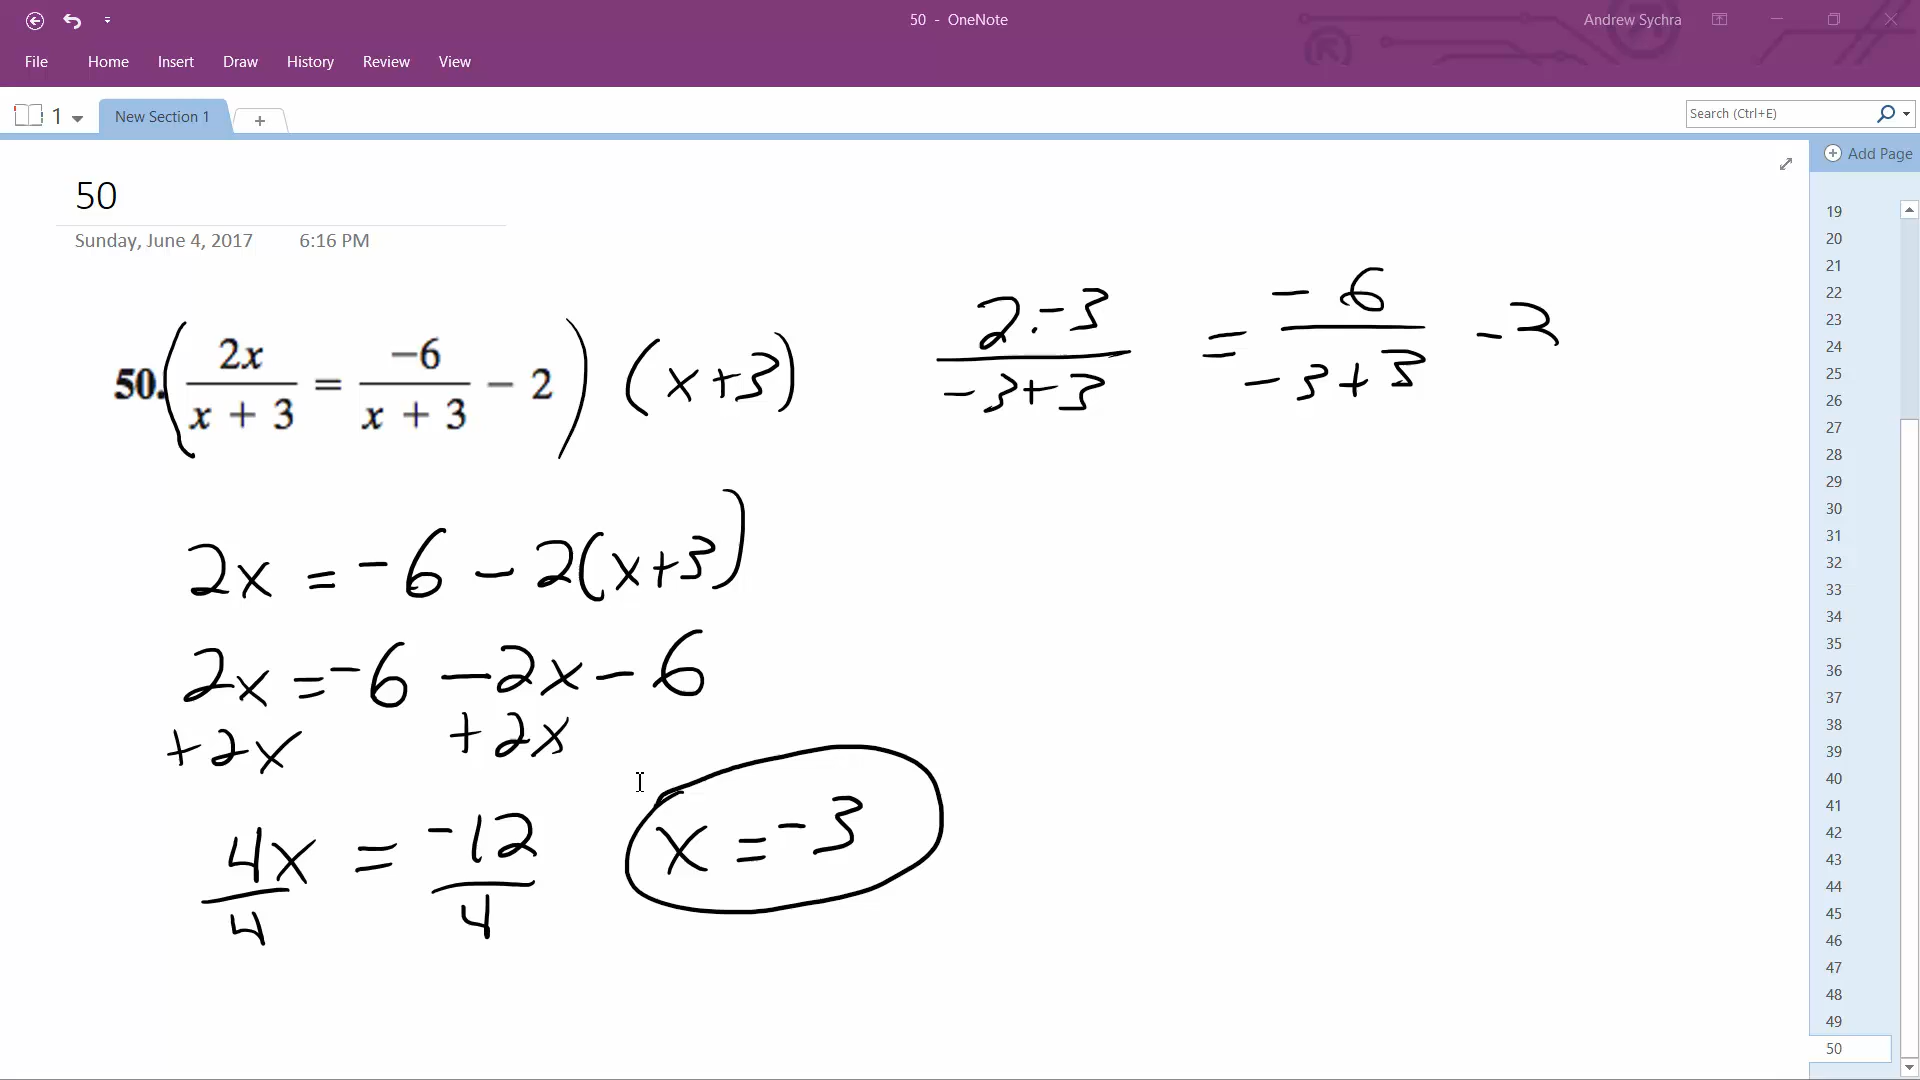 50 - OneNote
Andrew Sychra
File Home Insert Draw History Review View
1 New Section 1 +
Search (Ctrl+E)
Add Page
50
Sunday, June 4, 2017 6:16 PM
50. (2x/(x + 3) = -6/(x + 3) - 2) (x+3)
2·-3/(-3+3) = -6/(-3+3) -2
2x = -6 - 2(x+3)
2x = -6 -2x - 6
+2x +2x
4x/4 = -12/4
x = -3
19
20
21
22
23
24
25
26
27
28
29
30
31
32
33
34
35
36
37
38
39
40
41
42
43
44
45
46
47
48
49
50